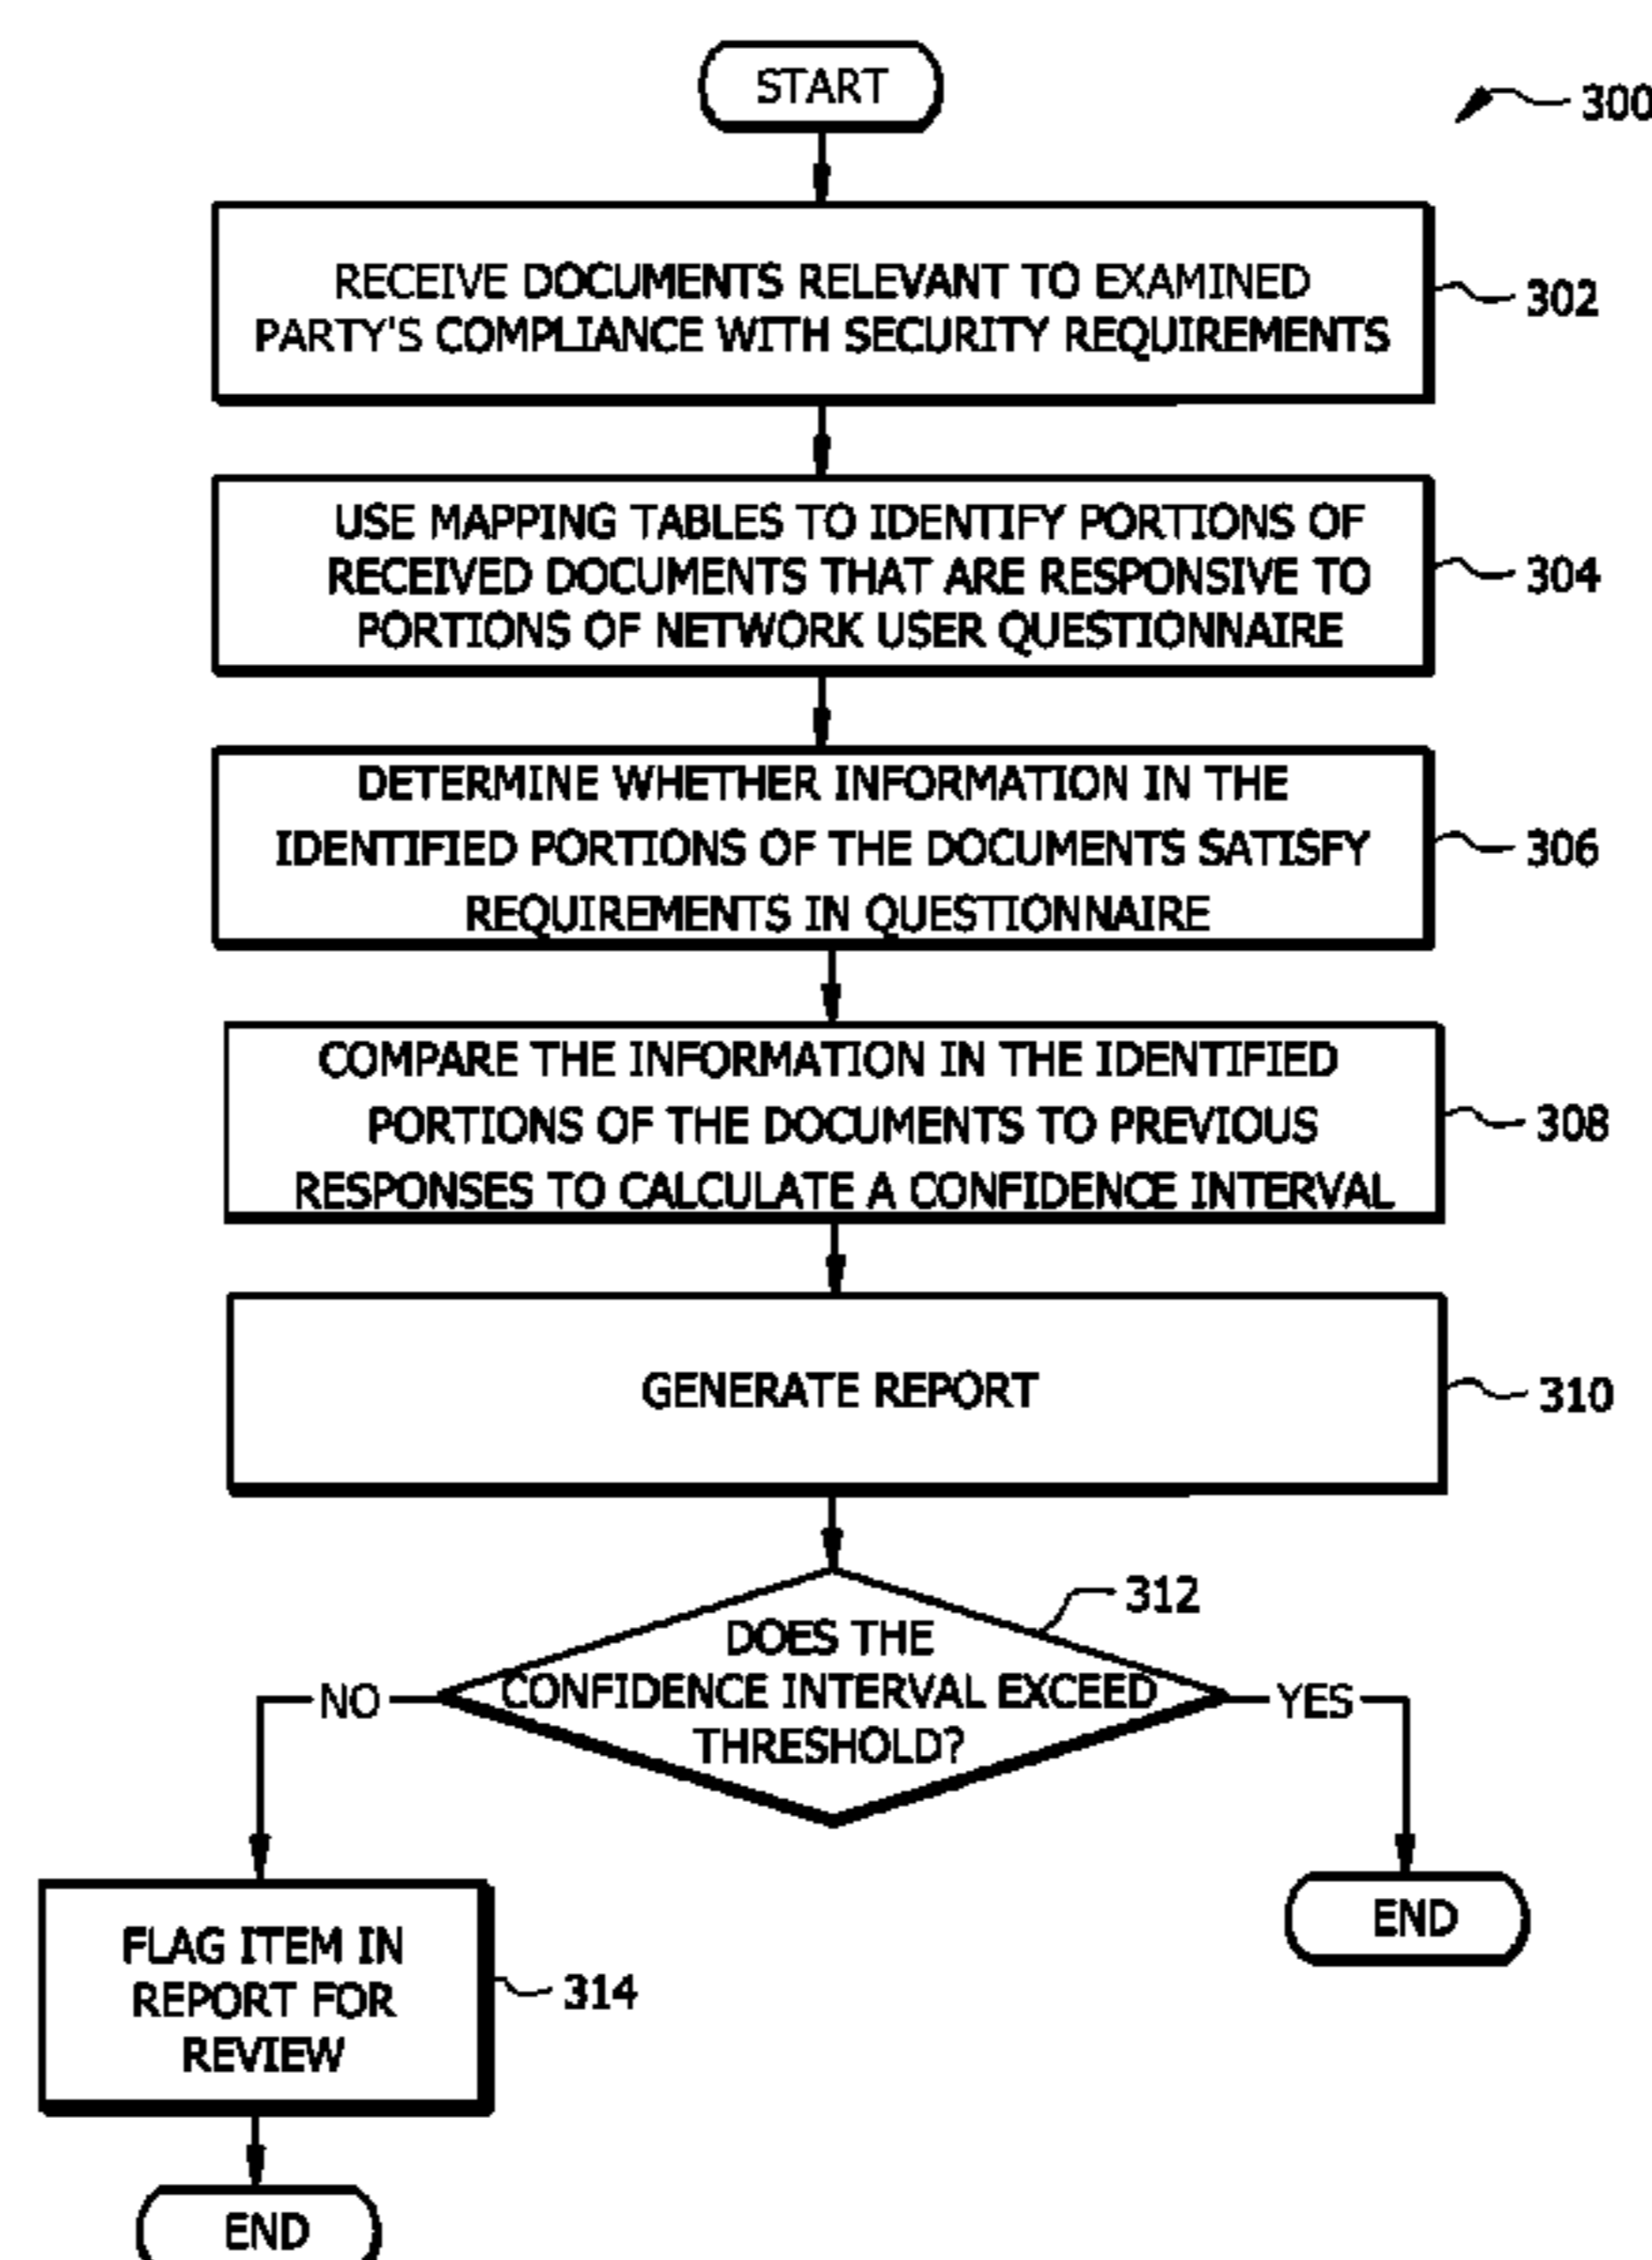 START
300
RECEIVE DOCUMENTS RELEVANT TO EXAMINED
PARTY'S COMPLIANCE WITH SECURITY REQUIREMENTS
302
USE MAPPING TABLES TO IDENTIFY PORTIONS OF
RECEIVED DOCUMENTS THAT ARE RESPONSIVE TO
PORTIONS OF NETWORK USER QUESTIONNAIRE
304
DETERMINE WHETHER INFORMATION IN THE
IDENTIFIED PORTIONS OF THE DOCUMENTS SATISFY
REQUIREMENTS IN QUESTIONNAIRE
306
COMPARE THE INFORMATION IN THE IDENTIFIED
PORTIONS OF THE DOCUMENTS TO PREVIOUS
RESPONSES TO CALCULATE A CONFIDENCE INTERVAL
308
GENERATE REPORT
310
312
DOES THE
CONFIDENCE INTERVAL EXCEED
THRESHOLD?
NO
YES
FLAG ITEM IN
REPORT FOR
REVIEW
314
END
END